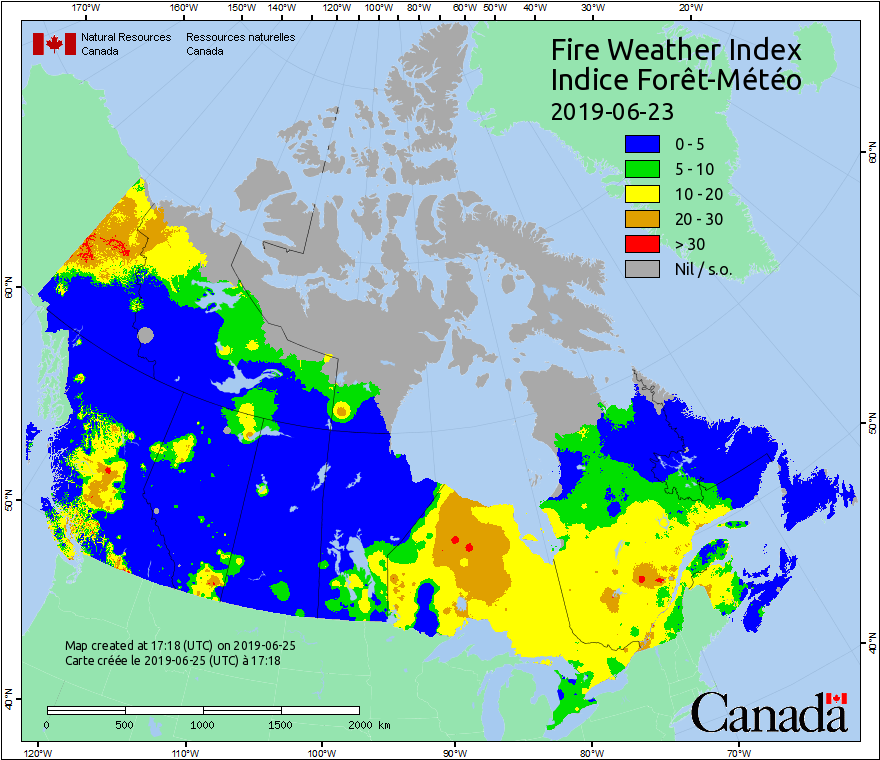 170°W 160°W 150°W 140°W 120°W 100°W 80°W 60°W 50°W 40°W 30°W 20°W
Natural Resources Ressources naturelles
Canada Canada
Fire Weather Index
Indice Forêt-Météo
2019-06-23
0 - 5
5 - 10
10 - 20
20 - 30
> 30
Nil / s.o.
60°N
60°N
50°N
50°N
40°N
40°N
Map created at 17:18 (UTC) on 2019-06-25
Carte créée le 2019-06-25 (UTC) à 17:18
0 500 1000 1500 2000 km
Canada
120°W 110°W 100°W 90°W 80°W 70°W